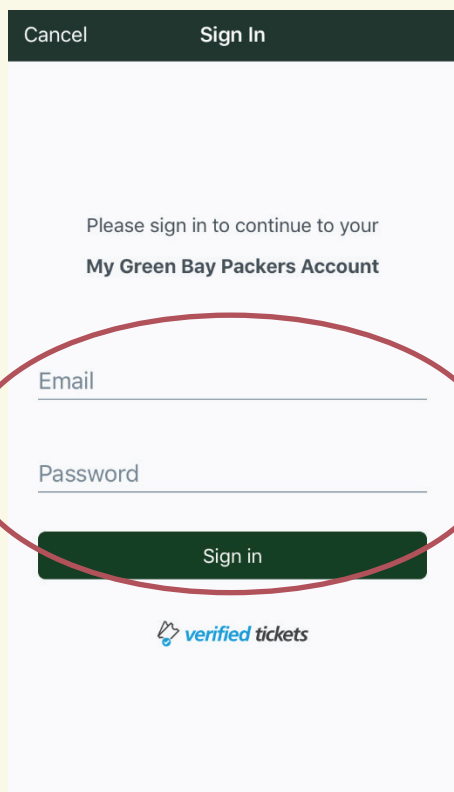 Cancel Sign In
Please sign in to continue to your
My Green Bay Packers Account
Email
Password
Sign in
verified tickets